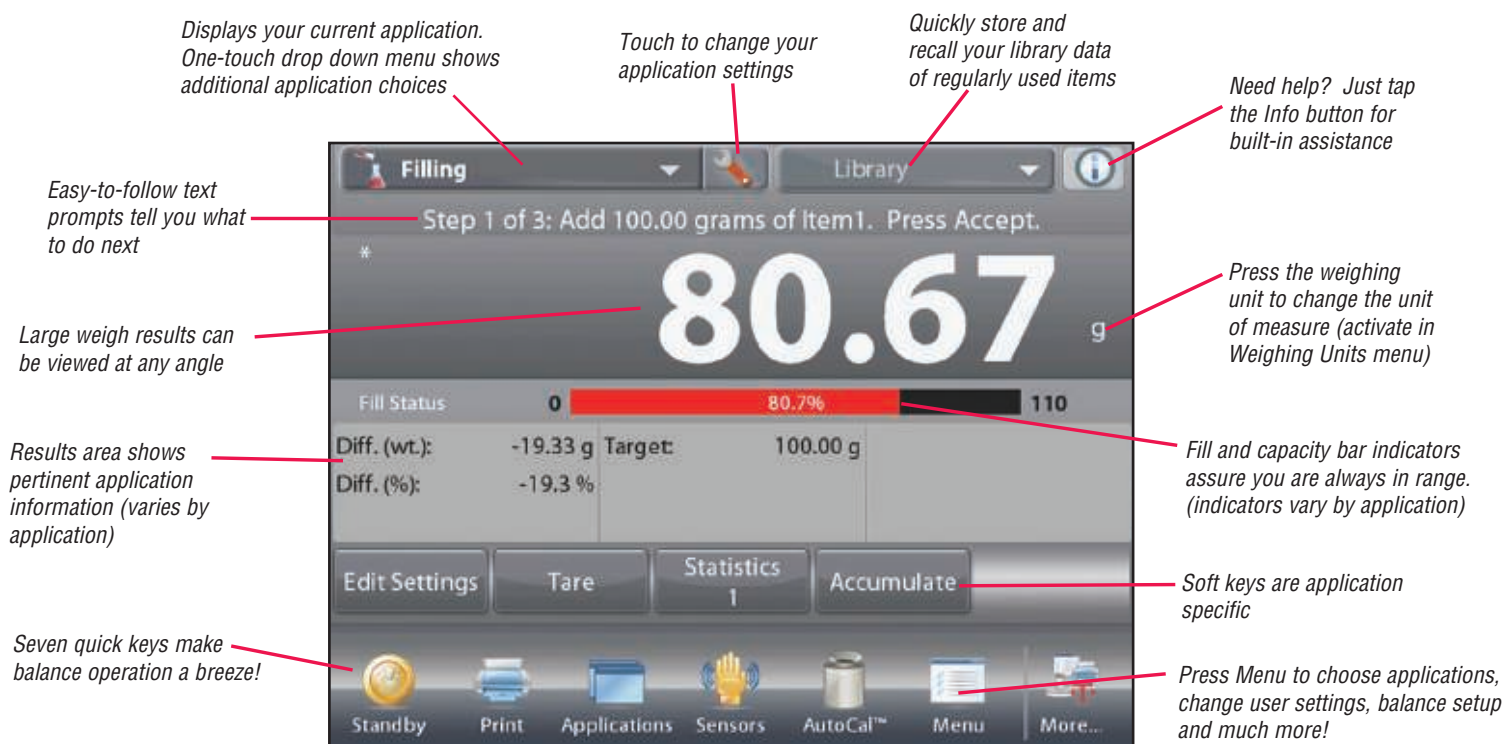 Displays your current application.
One-touch drop down menu shows
additional application choices
Touch to change your
application settings
Quickly store and
recall your library data
of regularly used items
Need help? Just tap
the Info button for
built-in assistance
Easy-to-follow text
prompts tell you what
to do next
Large weigh results can
be viewed at any angle
Results area shows
pertinent application
information (varies by
application)
Seven quick keys make
balance operation a breeze!
Filling
Library
Step 1 of 3: Add 100.00 grams of Item1. Press Accept.
*
80.67 g
Fill Status 0 80.7% 110
Diff. (wt.): -19.33 g Target: 100.00 g
Diff. (%): -19.3 %
Edit Settings Tare Statistics 1 Accumulate
Standby Print Applications Sensors AutoCal™ Menu More...
Press the weighing
unit to change the unit
of measure (activate in
Weighing Units menu)
Fill and capacity bar indicators
assure you are always in range.
(indicators vary by application)
Soft keys are application
specific
Press Menu to choose applications,
change user settings, balance setup
and much more!